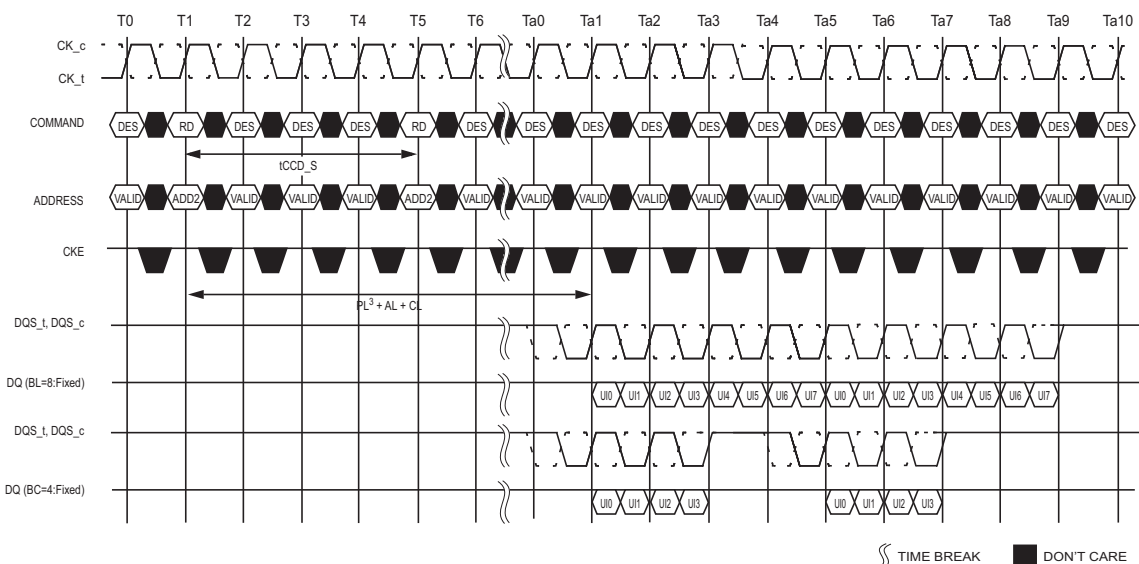 T0 T1 T2 T3 T4 T5 T6 Ta0 Ta1 Ta2 Ta3 Ta4 Ta5 Ta6 Ta7 Ta8 Ta9 Ta10
CK_c
CK_t
COMMAND DES RD DES DES DES RD DES DES DES DES DES DES DES DES DES DES DES DES
tCCD_S
ADDRESS VALID ADD2 VALID VALID VALID ADD2 VALID VALID VALID VALID VALID VALID VALID VALID VALID VALID VALID VALID
CKE
PL3 + AL + CL
DQS_t, DQS_c
DQ (BL=8:Fixed) UI0 UI1 UI2 UI3 UI4 UI5 UI6 UI7 UI0 UI1 UI2 UI3 UI4 UI5 UI6 UI7
DQS_t, DQS_c
DQ (BC=4:Fixed) UI0 UI1 UI2 UI3 UI0 UI1 UI2 UI3
TIME BREAK DON'T CARE